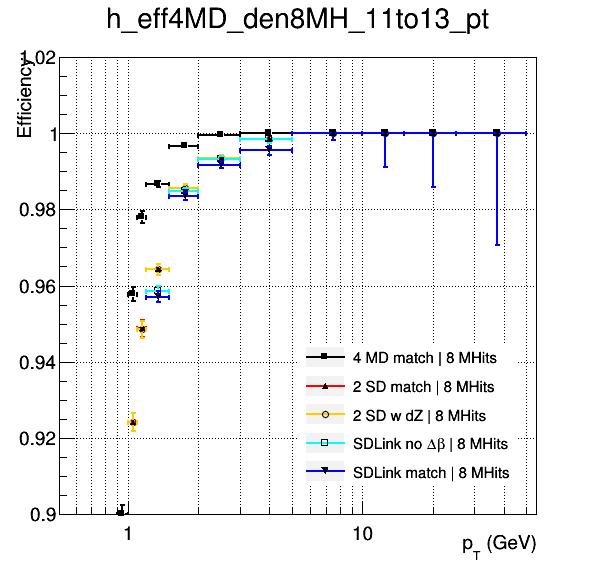 h_eff4MD_den8MH_11to13_pt
Efficiency
1.02
1
0.98
0.96
0.94
0.92
0.9
4 MD match | 8 MHits
2 SD match | 8 MHits
2 SD w dZ | 8 MHits
SDLink no Δβ | 8 MHits
SDLink match | 8 MHits
1
10
p_T (GeV)